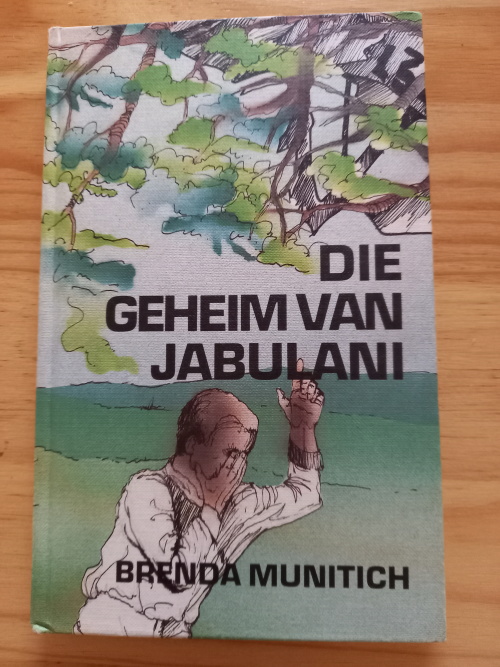 DIE
GEHEIM VAN
JABULANI
BRENDA MUNITICH